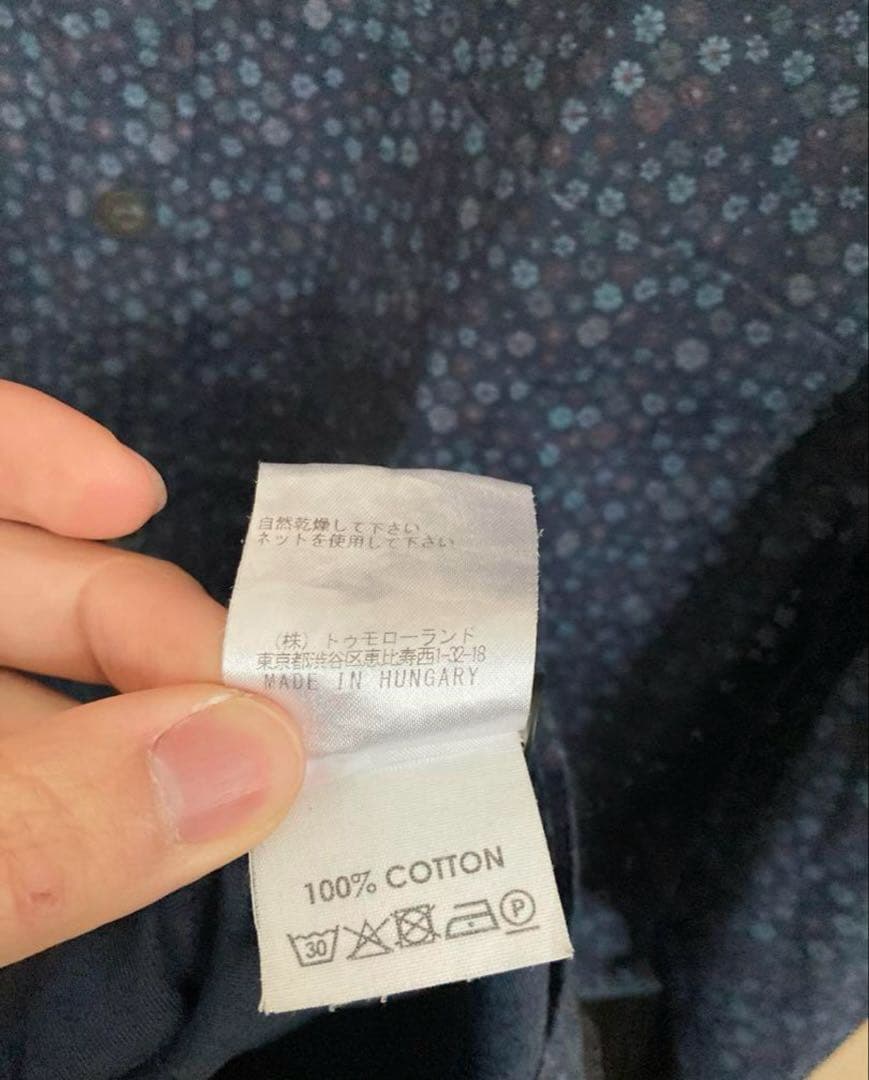 自然乾燥して下さい
ネットを使用して下さい
(株) トゥモローランド
東京都渋谷区恵比寿西1-32-18
MADE IN HUNGARY
100% COTTON
30
P